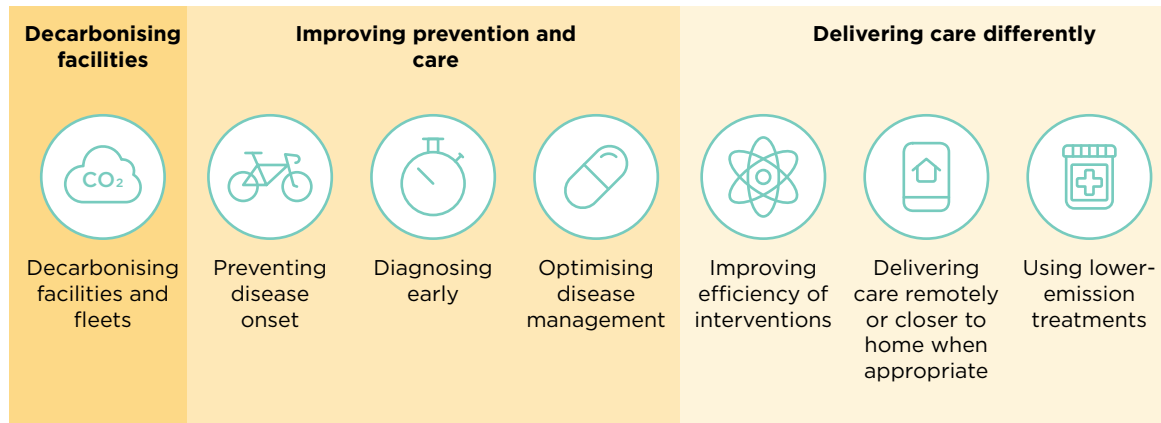 Decarbonising
facilities
Improving prevention and
care
Delivering care differently
CO₂
Decarbonising
facilities and
fleets
Preventing
disease
onset
Diagnosing
early
Optimising
disease
management
Improving
efficiency of
interventions
Delivering
care remotely
or closer to
home when
appropriate
Using lower-
emission
treatments